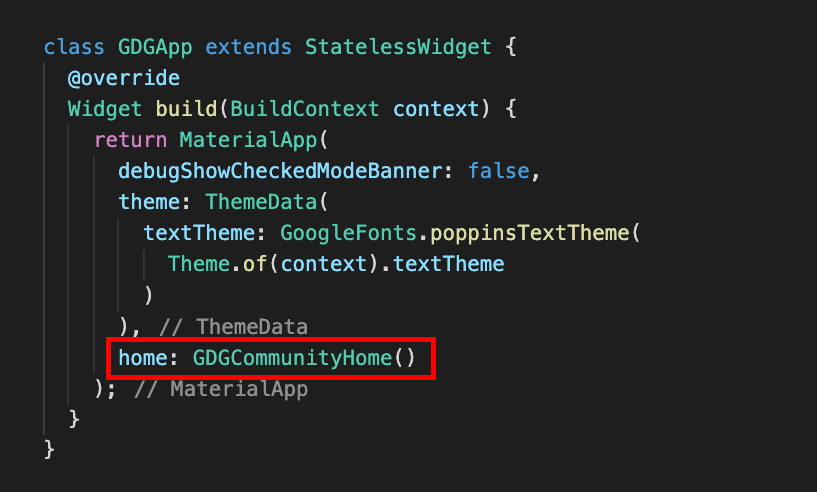 class GDGApp extends StatelessWidget {
@override
Widget build(BuildContext context) {
return MaterialApp(
debugShowCheckedModeBanner: false,
theme: ThemeData(
textTheme: GoogleFonts.poppinsTextTheme(
Theme.of(context).textTheme
)
), // ThemeData
home: GDGCommunityHome()
); // MaterialApp
}
}